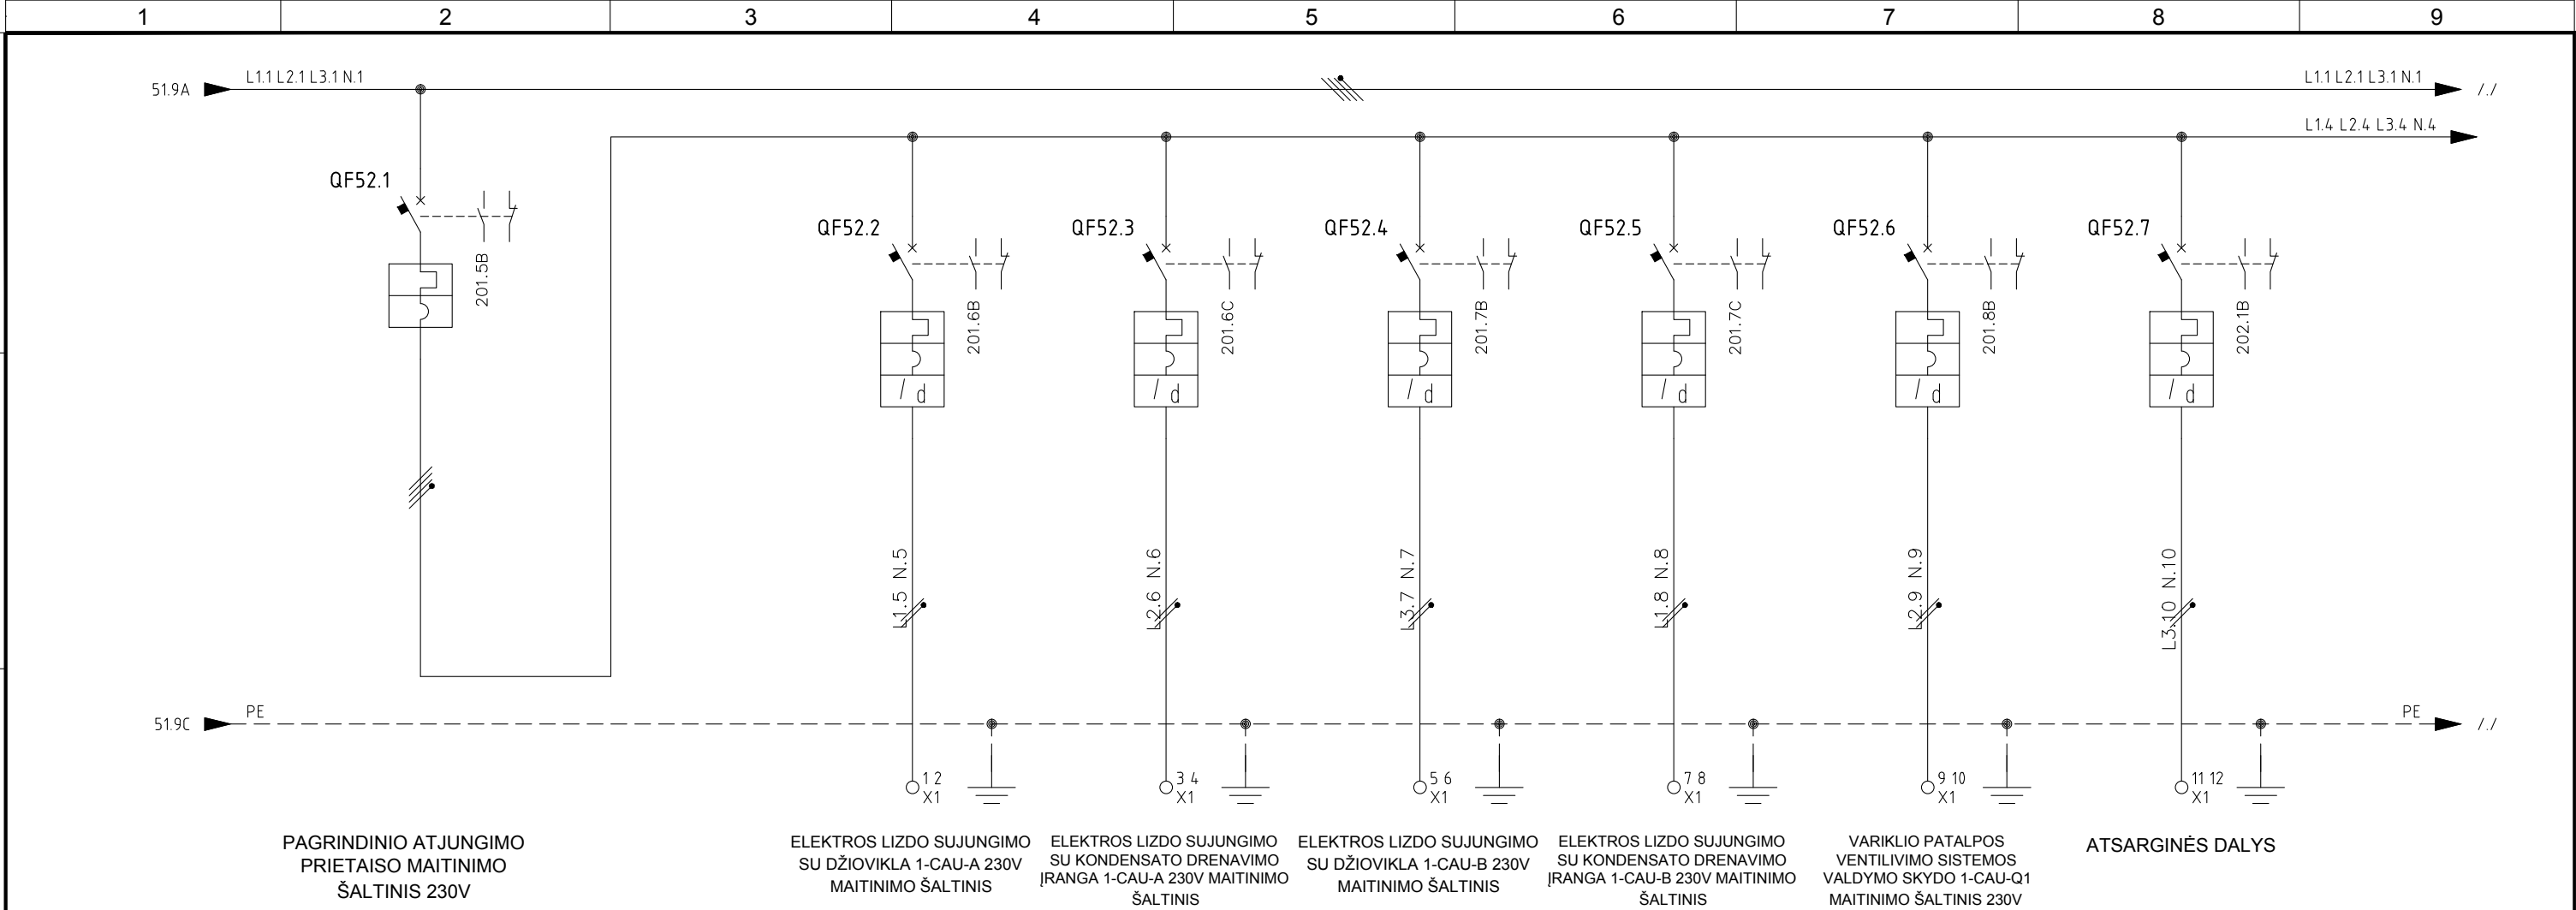 1 2 3 4 5 6 7 8 9
L1.1 L2.1 L3.1 N.1
L1.1 L2.1 L3.1 N.1
51.9A
/./
L1.4 L2.4 L3.4 N.4
QF52.1
QF52.2
QF52.3
QF52.4
QF52.5
QF52.6
QF52.7
201.5B
201.6B
201.6C
201.7B
201.7C
201.8B
202.1B
/ d
/ d
/ d
/ d
/ d
/ d
L1.5 N.5
L2.6 N.6
L3.7 N.7
L1.8 N.8
L2.9 N.9
L3.10 N.10
PE
PE
51.9C
/./
1 2
X1
3 4
X1
5 6
X1
7 8
X1
9 10
X1
11 12
X1
PAGRINDINIO ATJUNGIMO
PRIETAISO MAITINIMO
ŠALTINIS 230V
ELEKTROS LIZDO SUJUNGIMO
SU DŽIOVIKLA 1-CAU-A 230V
MAITINIMO ŠALTINIS
ELEKTROS LIZDO SUJUNGIMO
SU KONDENSATO DRENAVIMO
ĮRANGA 1-CAU-A 230V MAITINIMO
ŠALTINIS
ELEKTROS LIZDO SUJUNGIMO
SU DŽIOVIKLA 1-CAU-B 230V
MAITINIMO ŠALTINIS
ELEKTROS LIZDO SUJUNGIMO
SU KONDENSATO DRENAVIMO
ĮRANGA 1-CAU-B 230V MAITINIMO
ŠALTINIS
VARIKLIO PATALPOS
VENTILIVIMO SISTEMOS
VALDYMO SKYDO 1-CAU-Q1
MAITINIMO ŠALTINIS 230V
ATSARGINĖS DALYS